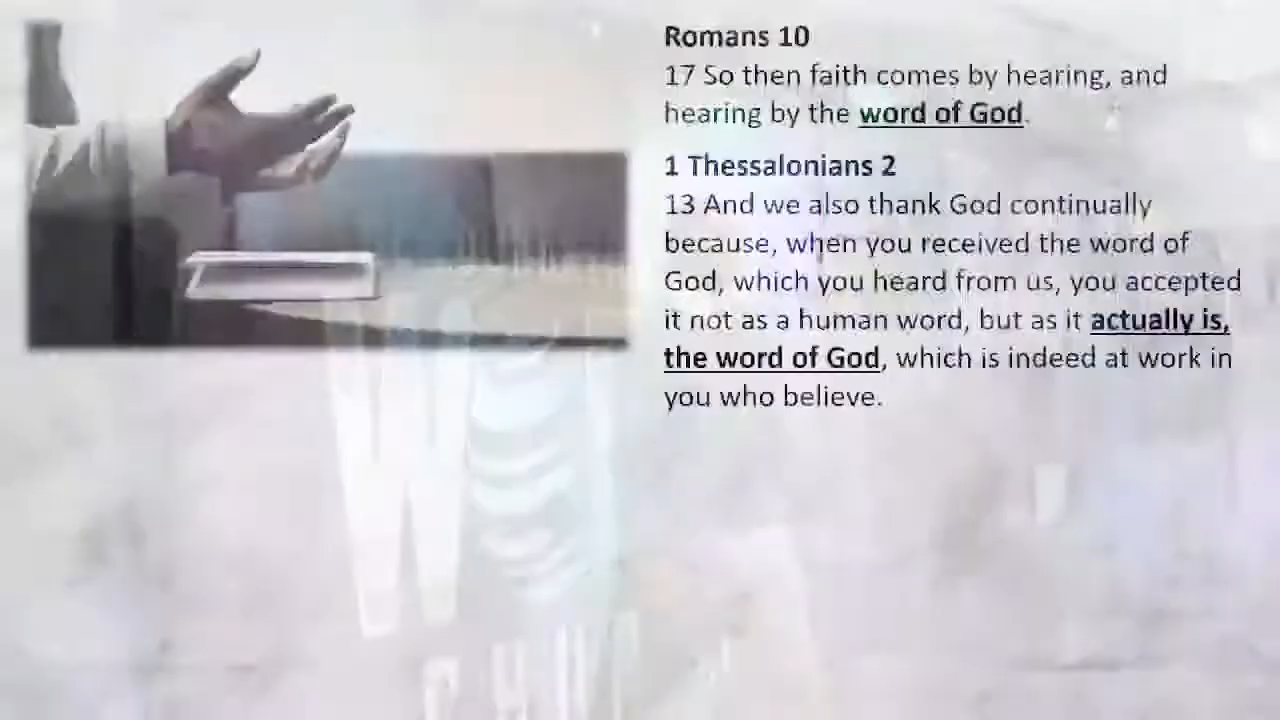 Romans 10
17 So then faith comes by hearing, and
hearing by the word of God.
1 Thessalonians 2
13 And we also thank God continually
because, when you received the word of
God, which you heard from us, you accepted
it not as a human word, but as it actually is,
the word of God, which is indeed at work in
you who believe.